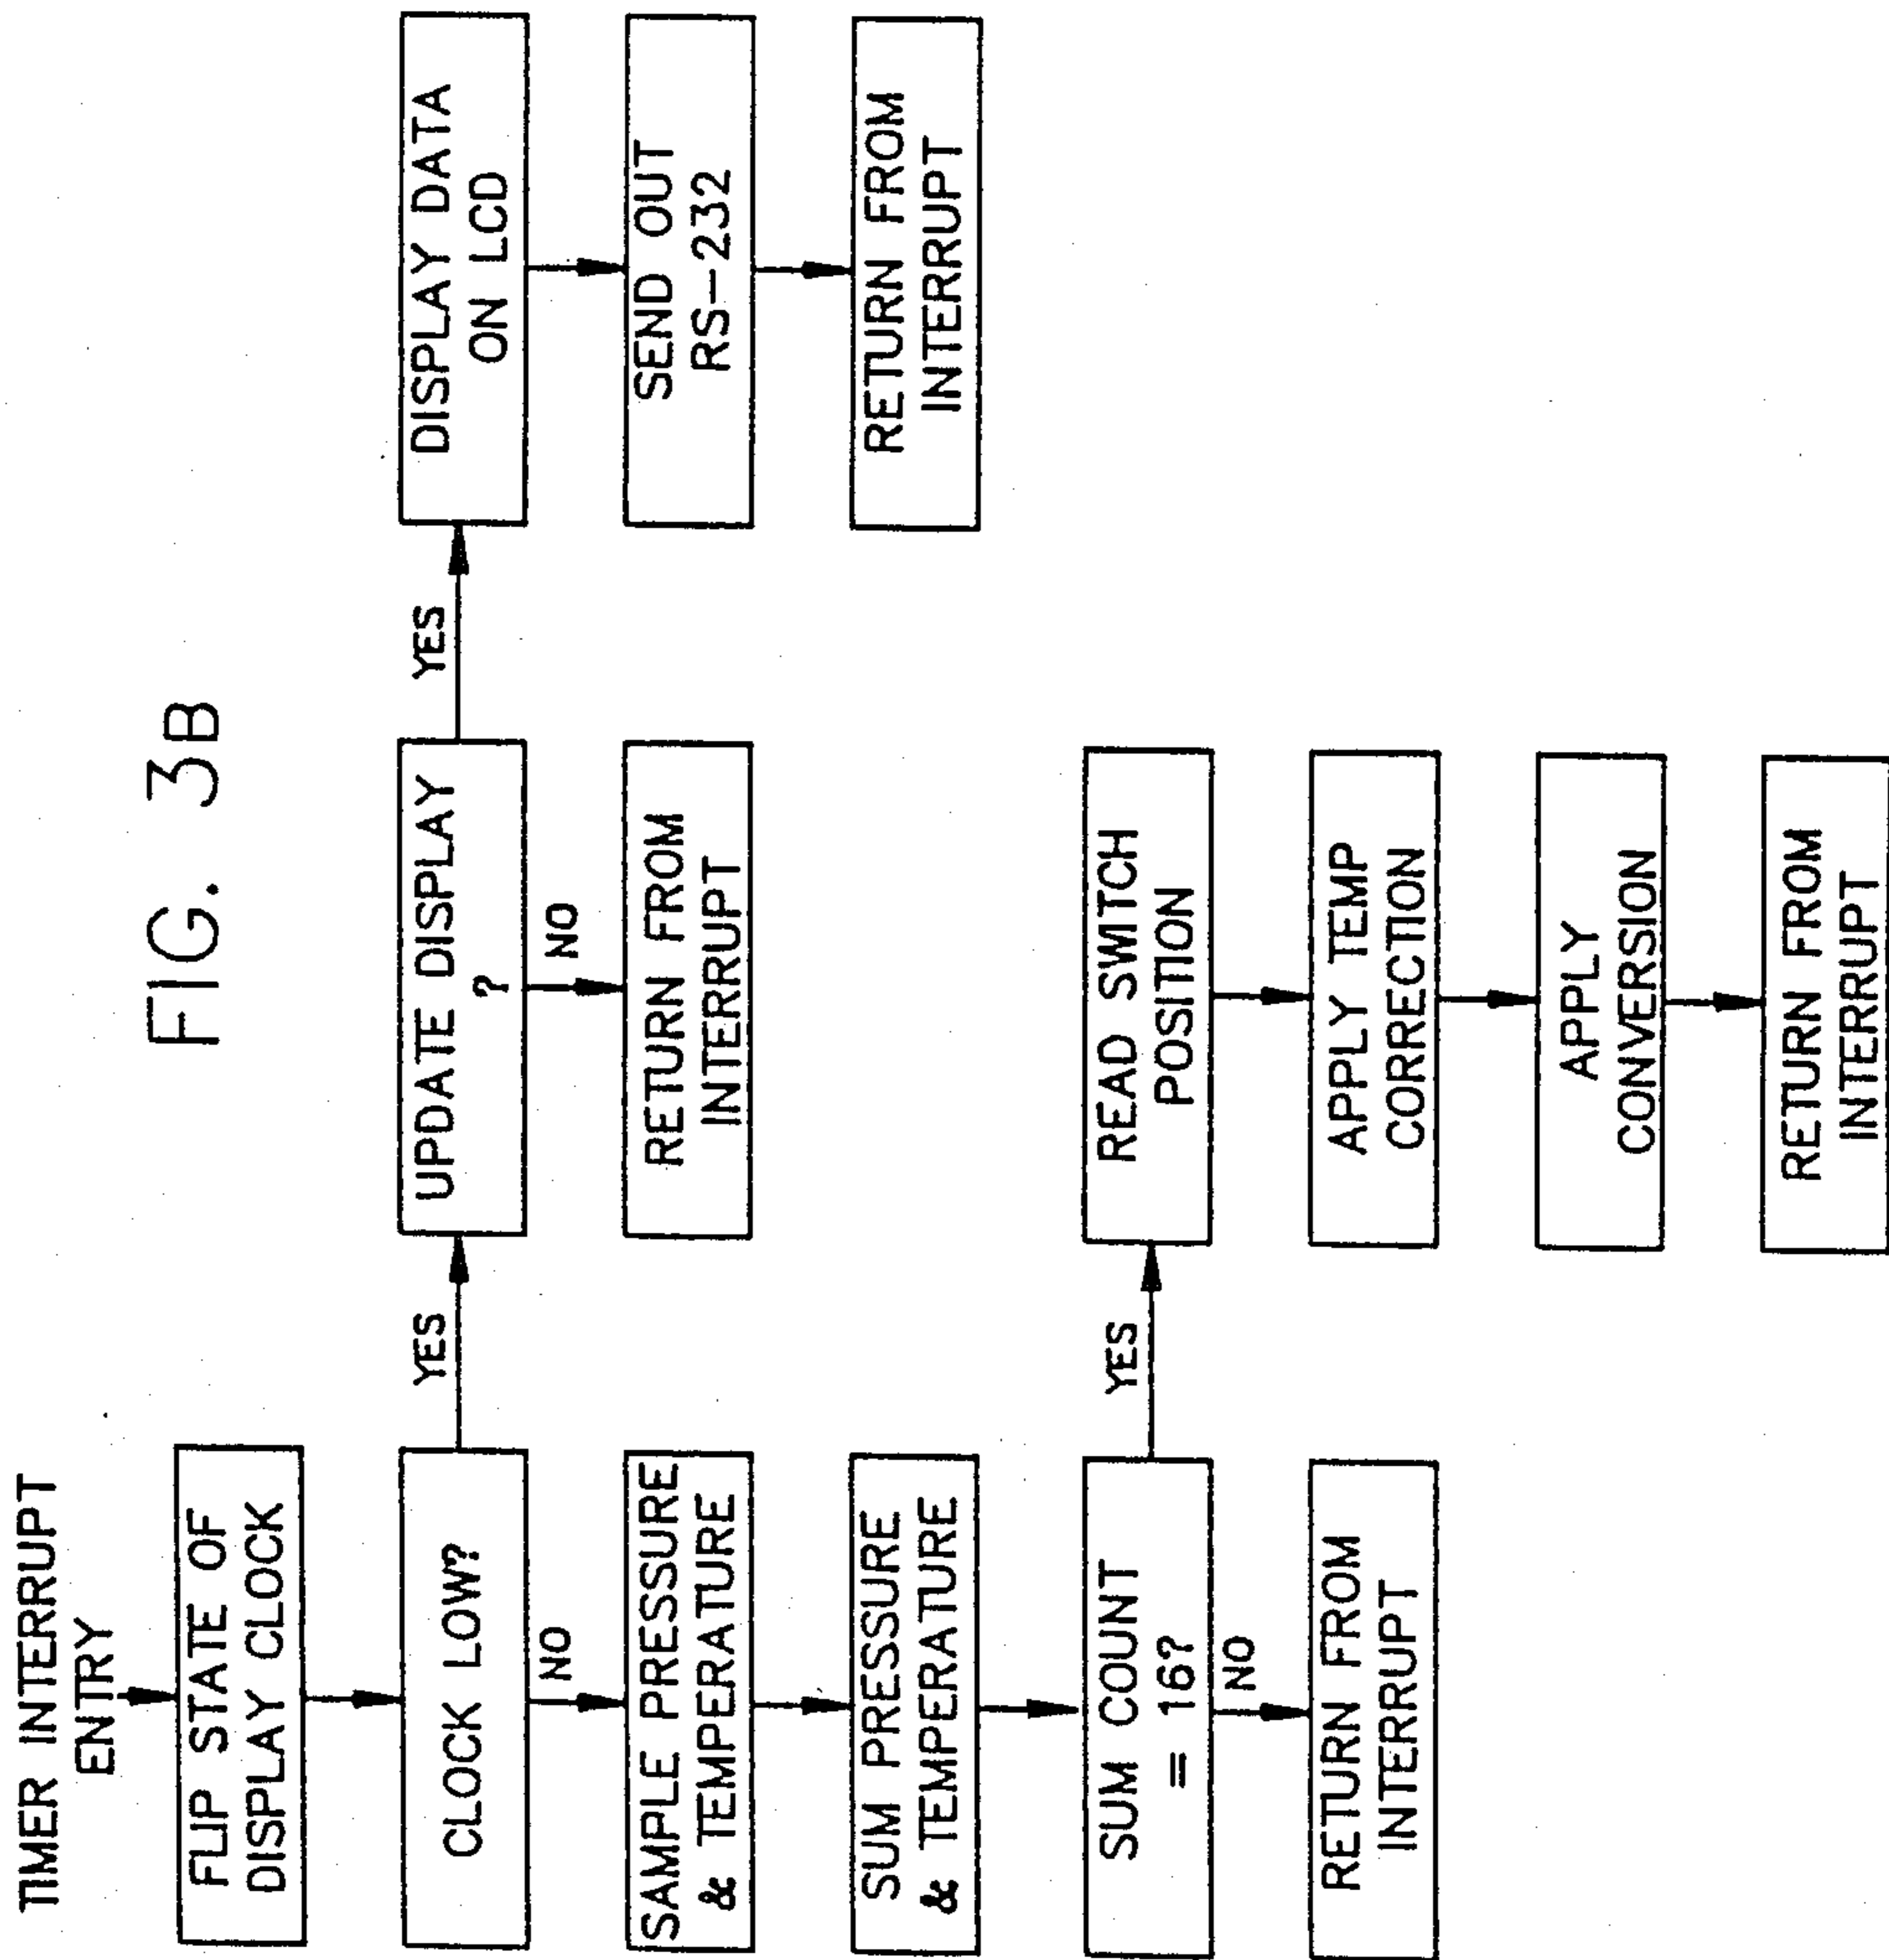 FIG. 3B
TIMER INTERRUPT
ENTRY
FLIP STATE OF
DISPLAY CLOCK
CLOCK LOW?
YES
UPDATE DISPLAY
?
YES
DISPLAY DATA
ON LCD
NO
SAMPLE PRESSURE
& TEMPERATURE
NO
RETURN FROM
INTERRUPT
SEND OUT
RS-232
SUM PRESSURE
& TEMPERATURE
RETURN FROM
INTERRUPT
SUM COUNT
= 16?
YES
READ SWITCH
POSITION
NO
RETURN FROM
INTERRUPT
APPLY TEMP
CORRECTION
APPLY
CONVERSION
RETURN FROM
INTERRUPT